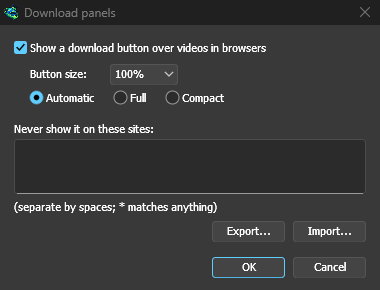 Download panels
Show a download button over videos in browsers
Button size: 100%
Automatic Full Compact
Never show it on these sites:
(separate by spaces; * matches anything)
Export... Import...
OK Cancel